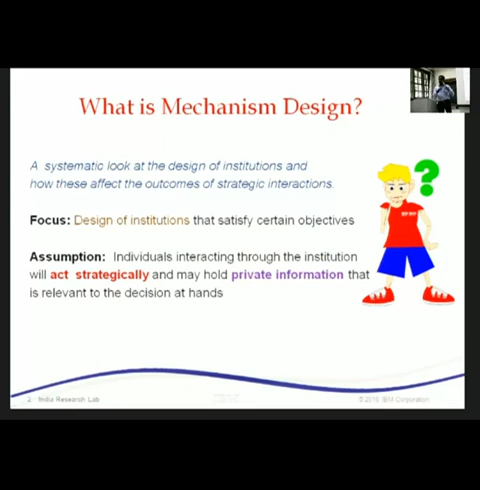 What is Mechanism Design?
A systematic look at the design of institutions and
how these affect the outcomes of strategic interactions.
Focus: Design of institutions that satisfy certain objectives
Assumption: Individuals interacting through the institution
will act strategically and may hold private information that
is relevant to the decision at hands
2 India Research Lab
© 2010 IBM Corporation